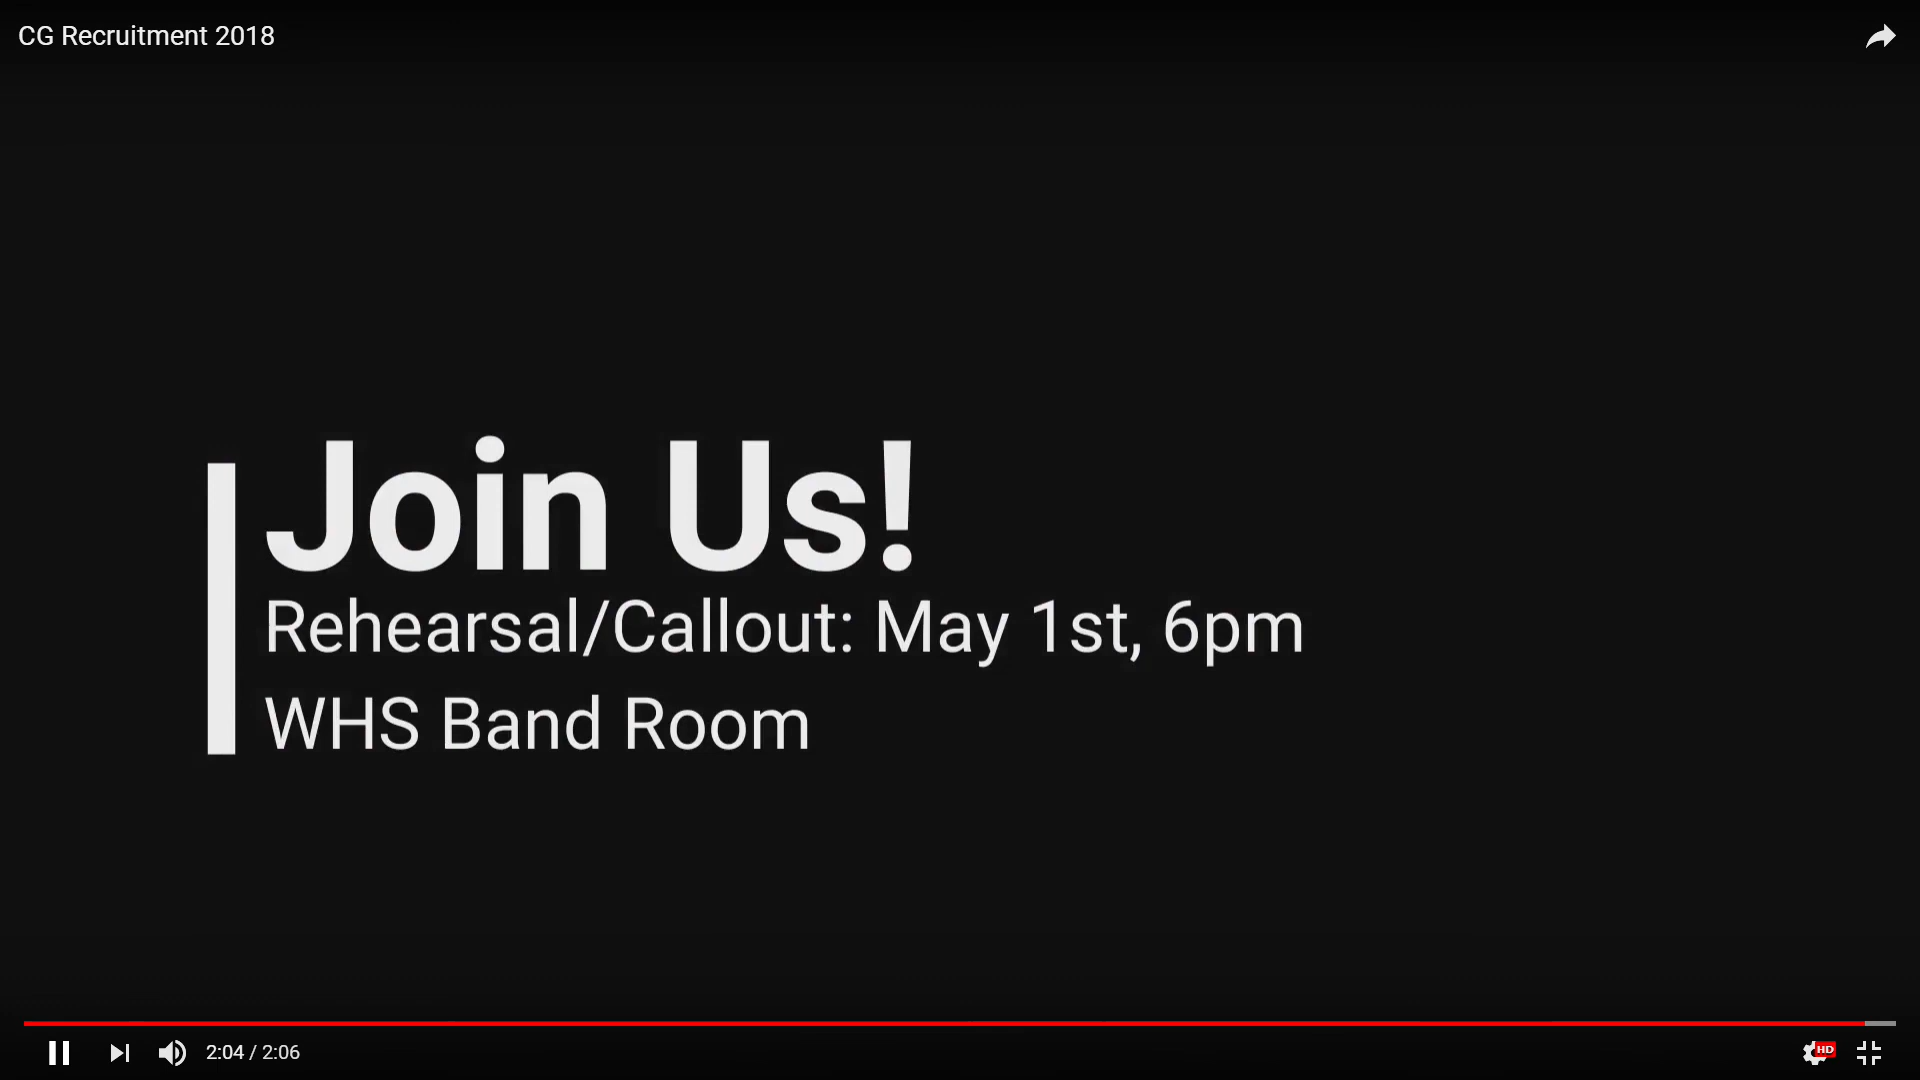 CG Recruitment 2018
Join Us!
Rehearsal/Callout: May 1st, 6pm
WHS Band Room
2:04 / 2:06
HD